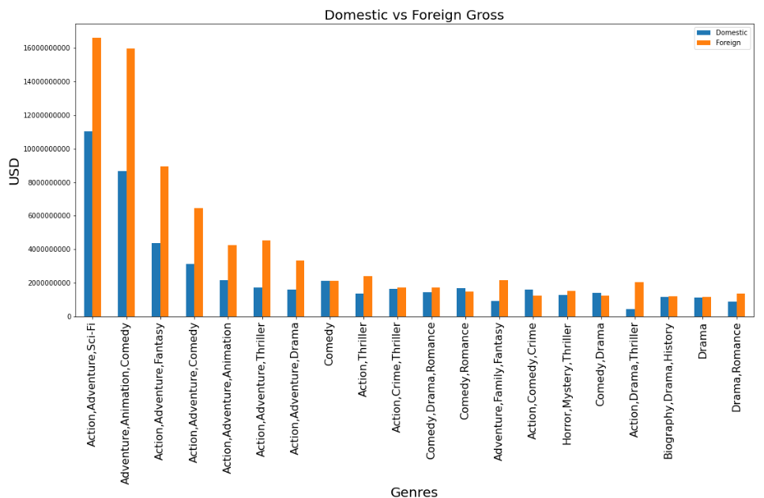 Domestic vs Foreign Gross
Domestic
Foreign
16000000000
14000000000
12000000000
10000000000
8000000000
6000000000
4000000000
2000000000
0
USD
Action,Adventure,Sci-Fi
Adventure,Animation,Comedy
Action,Adventure,Fantasy
Action,Adventure,Comedy
Action,Adventure,Animation
Action,Adventure,Thriller
Action,Adventure,Drama
Comedy
Action,Thriller
Action,Crime,Thriller
Comedy,Drama,Romance
Comedy,Romance
Adventure,Family,Fantasy
Action,Comedy,Crime
Horror,Mystery,Thriller
Comedy,Drama
Action,Drama,Thriller
Biography,Drama,History
Drama
Drama,Romance
Genres